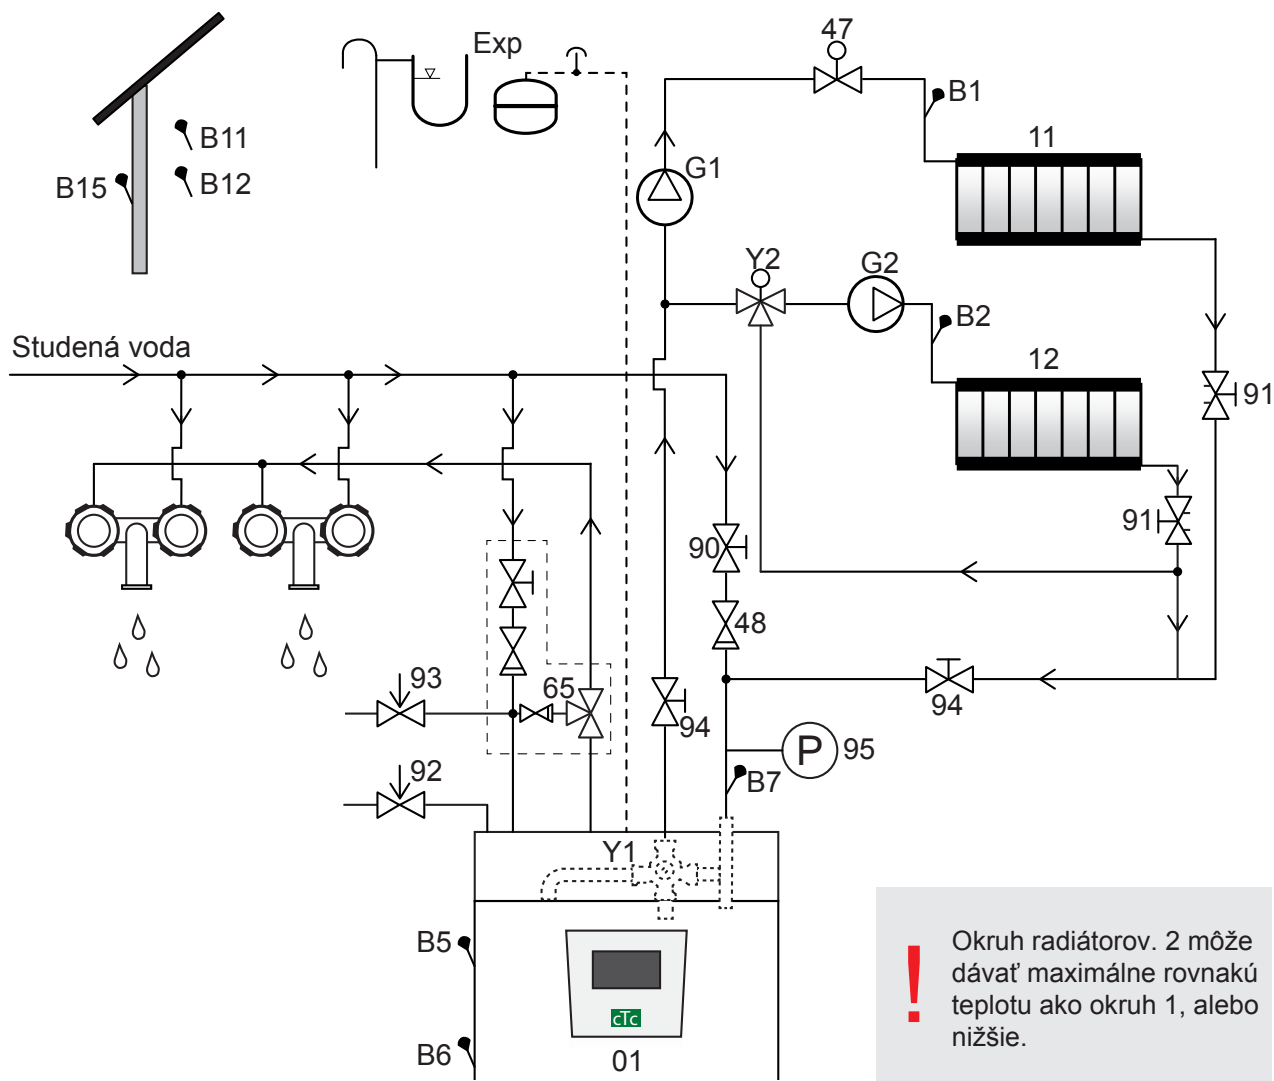 47
Exp
B1
B11
11
G1
B15
B12
Y2
G2
B2
Studená voda
12
91
91
90
48
93
65
94
94
P
95
B7
92
Y1
B5
cTc
B6
01
! Okruh radiátorov. 2 môže
dávať maximálne rovnakú
teplotu ako okruh 1, alebo
nižšie.